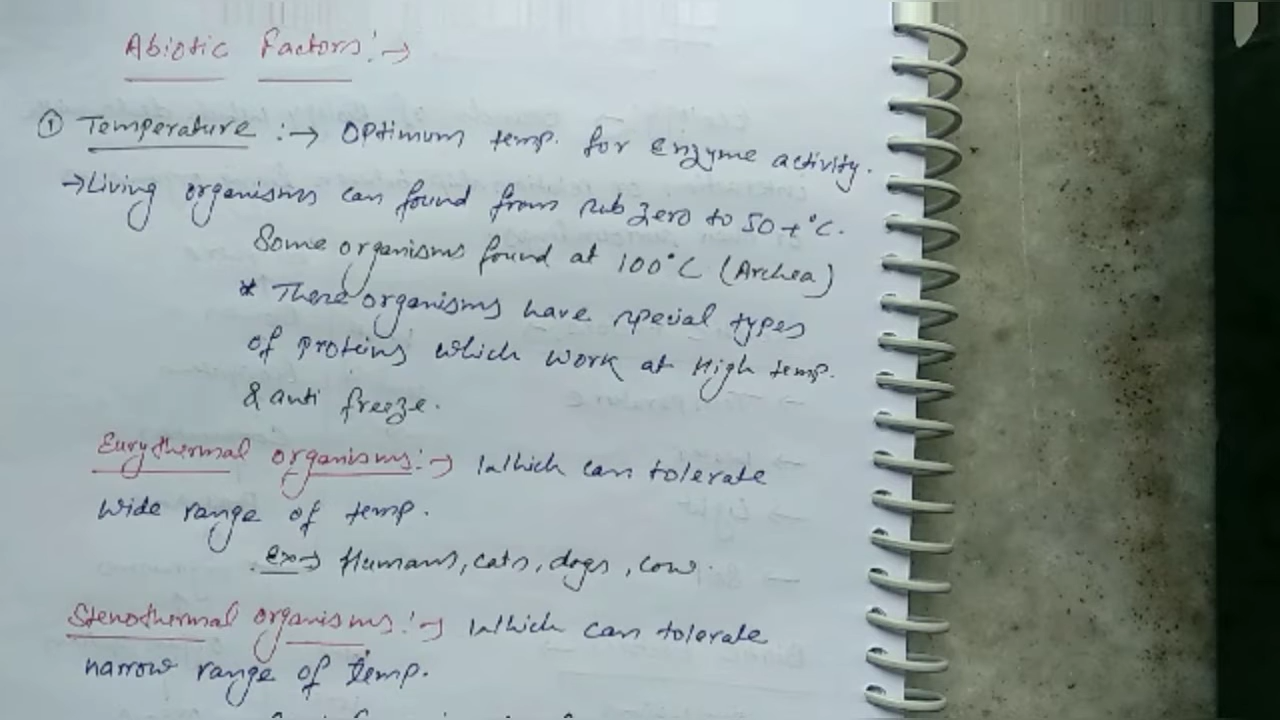 Abiotic Factors :→
① Temperature :→ Optimum temp. for enzyme activity.
→ Living organisms can found from sub zero to 50+°C.
Some organisms found at 100°C (Archea)
* These organisms have special types
of proteins which work at High temp.
& anti freeze.
Eurythermal organisms :→ Which can tolerate
wide range of temp.
ex→ Humans, cats, dogs, cow.
Stenothermal organisms :→ Which can tolerate
narrow range of temp.